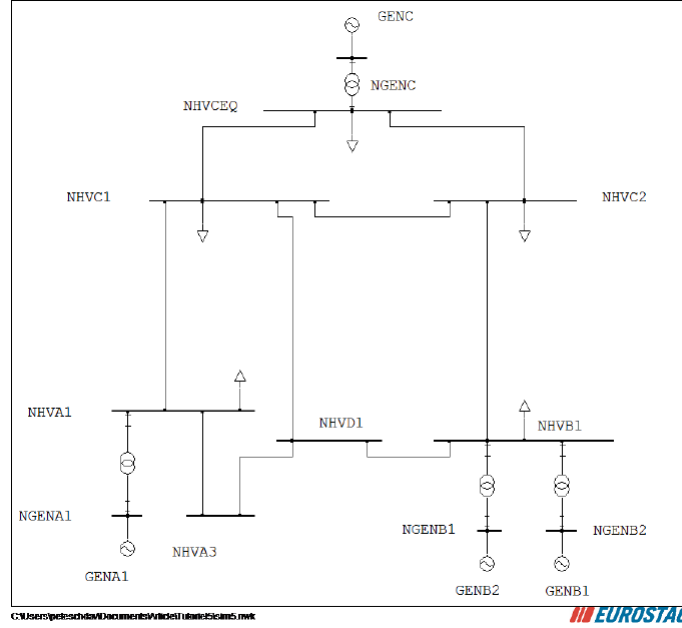 GENC
NGENC
NHVCEQ
NHVC1
NHVC2
NHVA1
NHVD1
NHVB1
NGENA1
NHVA3
NGENB1
NGENB2
GENA1
GENB2
GENB1
EUROSTAG